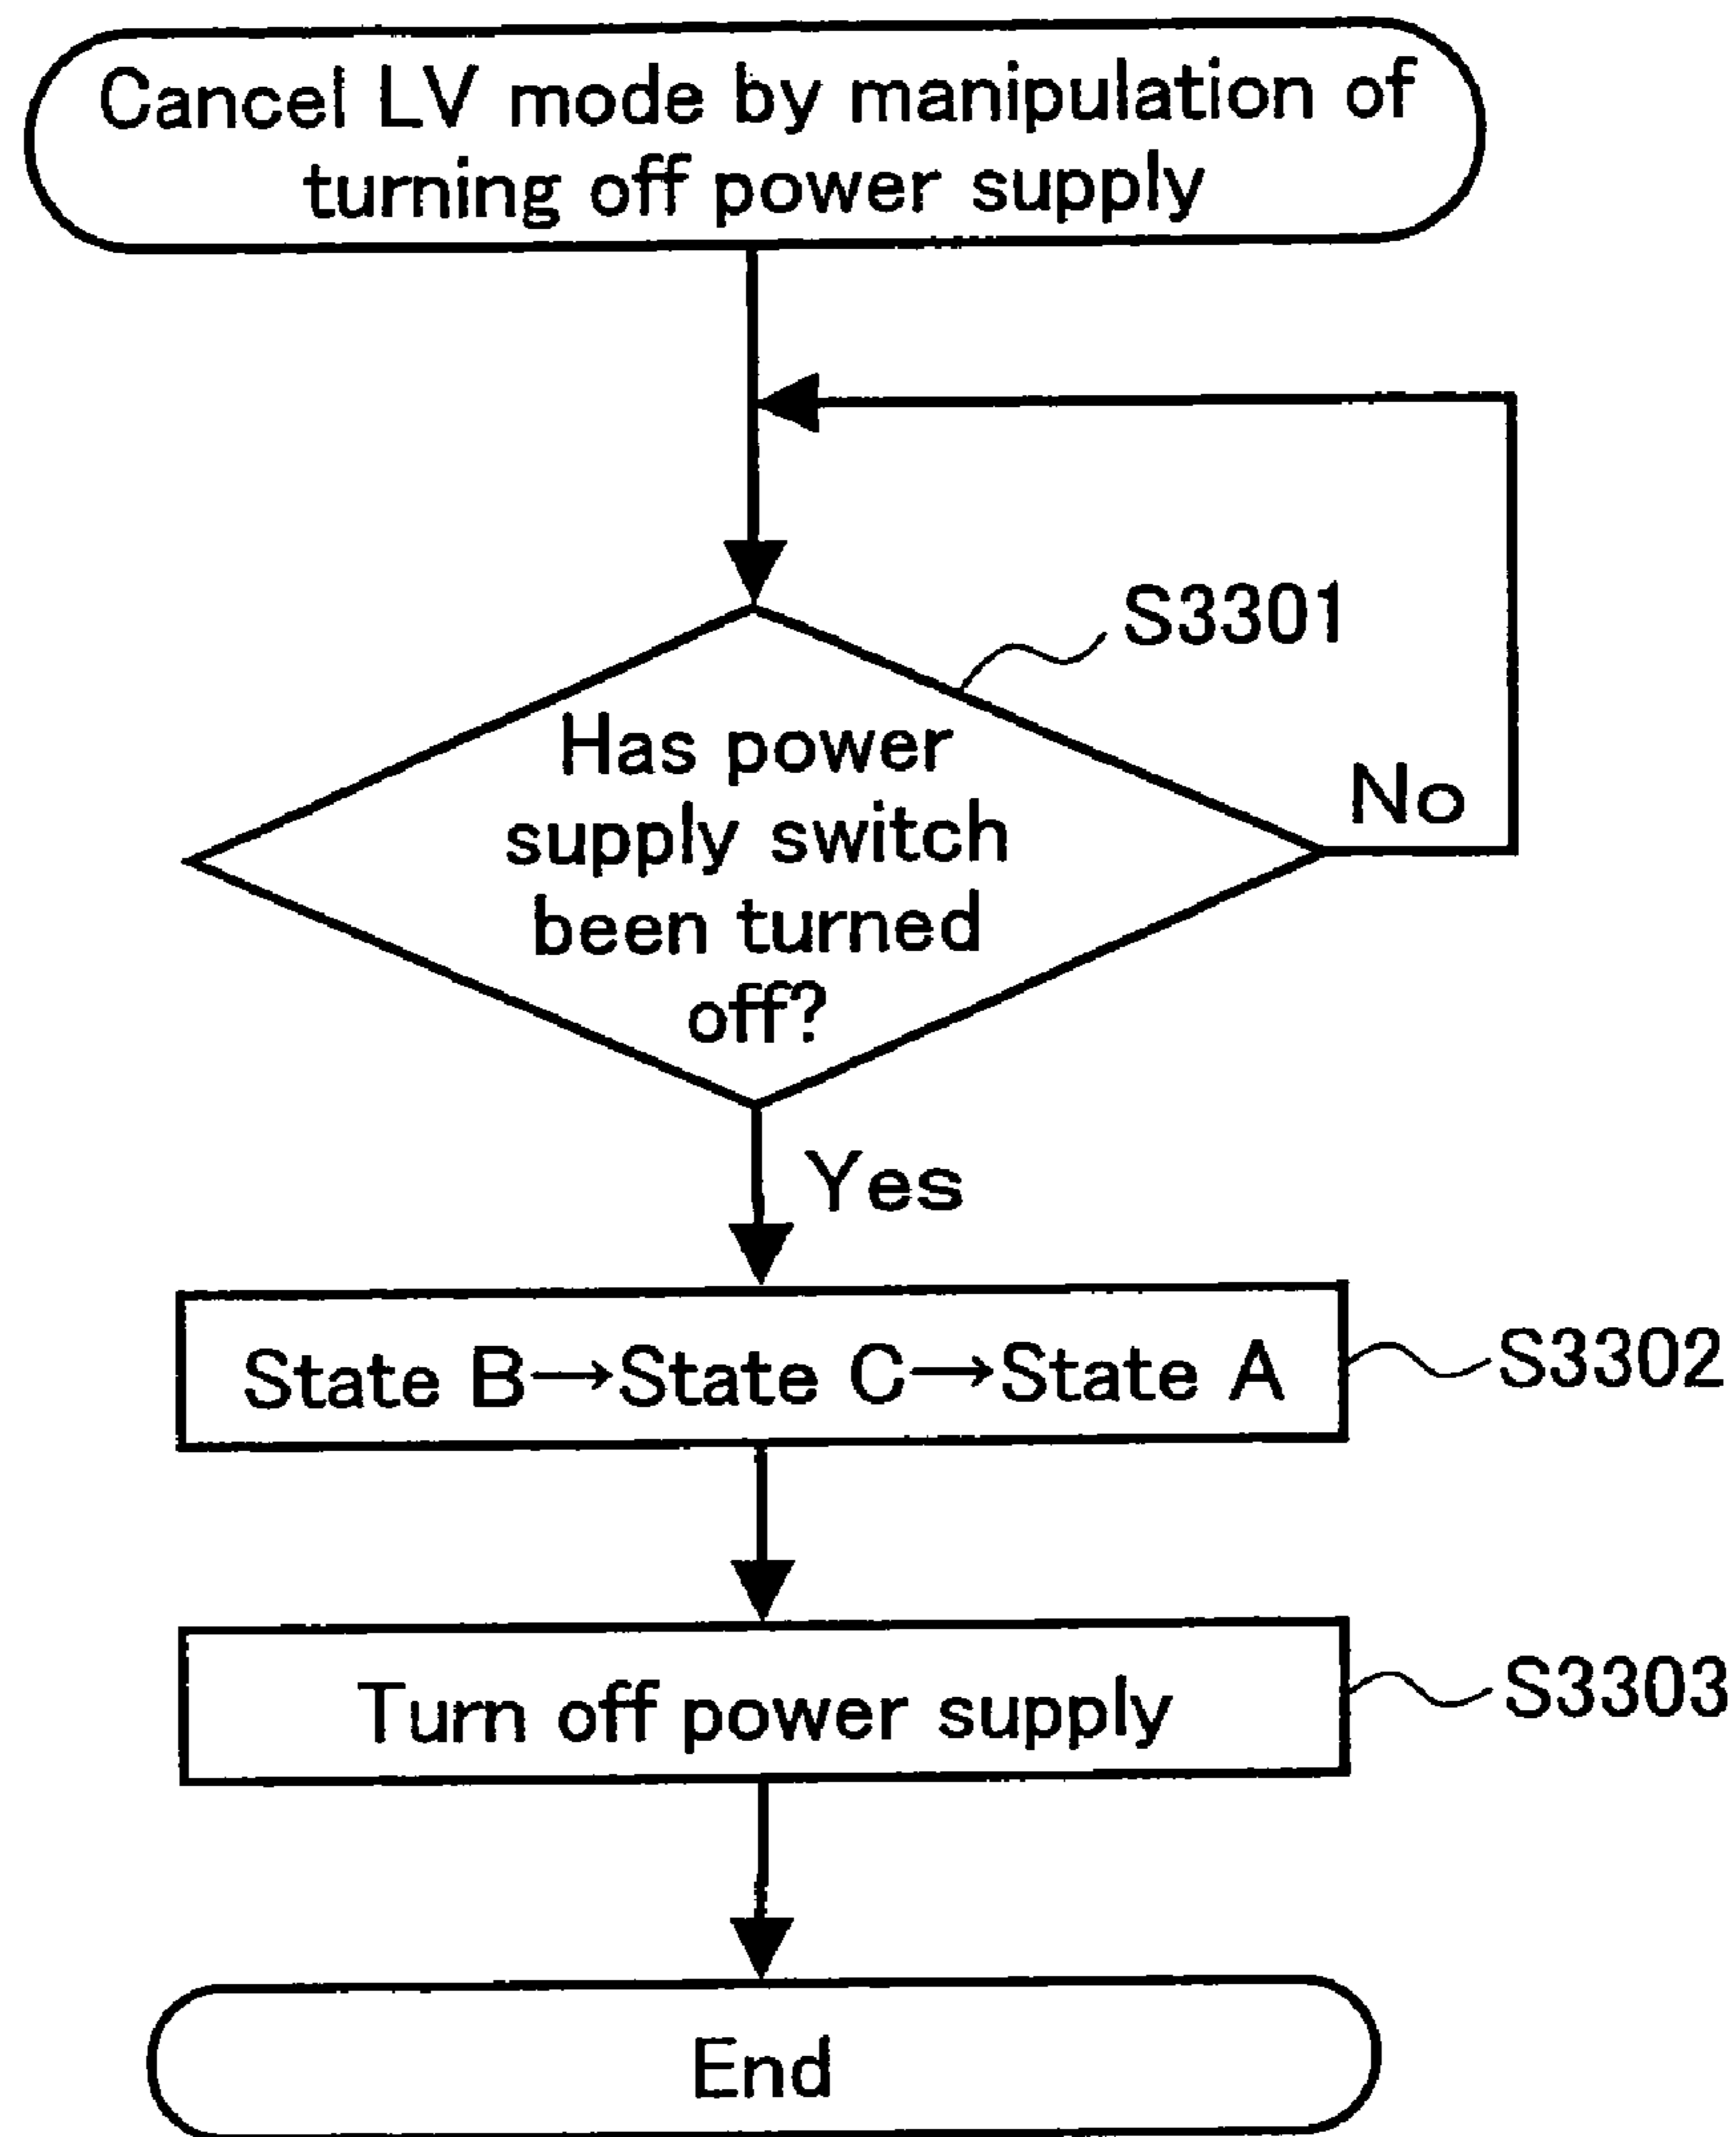 Cancel LV mode by manipulation of
turning off power supply
S3301
Has power
supply switch
been turned
off?
No
Yes
State B→State C→State A
S3302
Turn off power supply
S3303
End